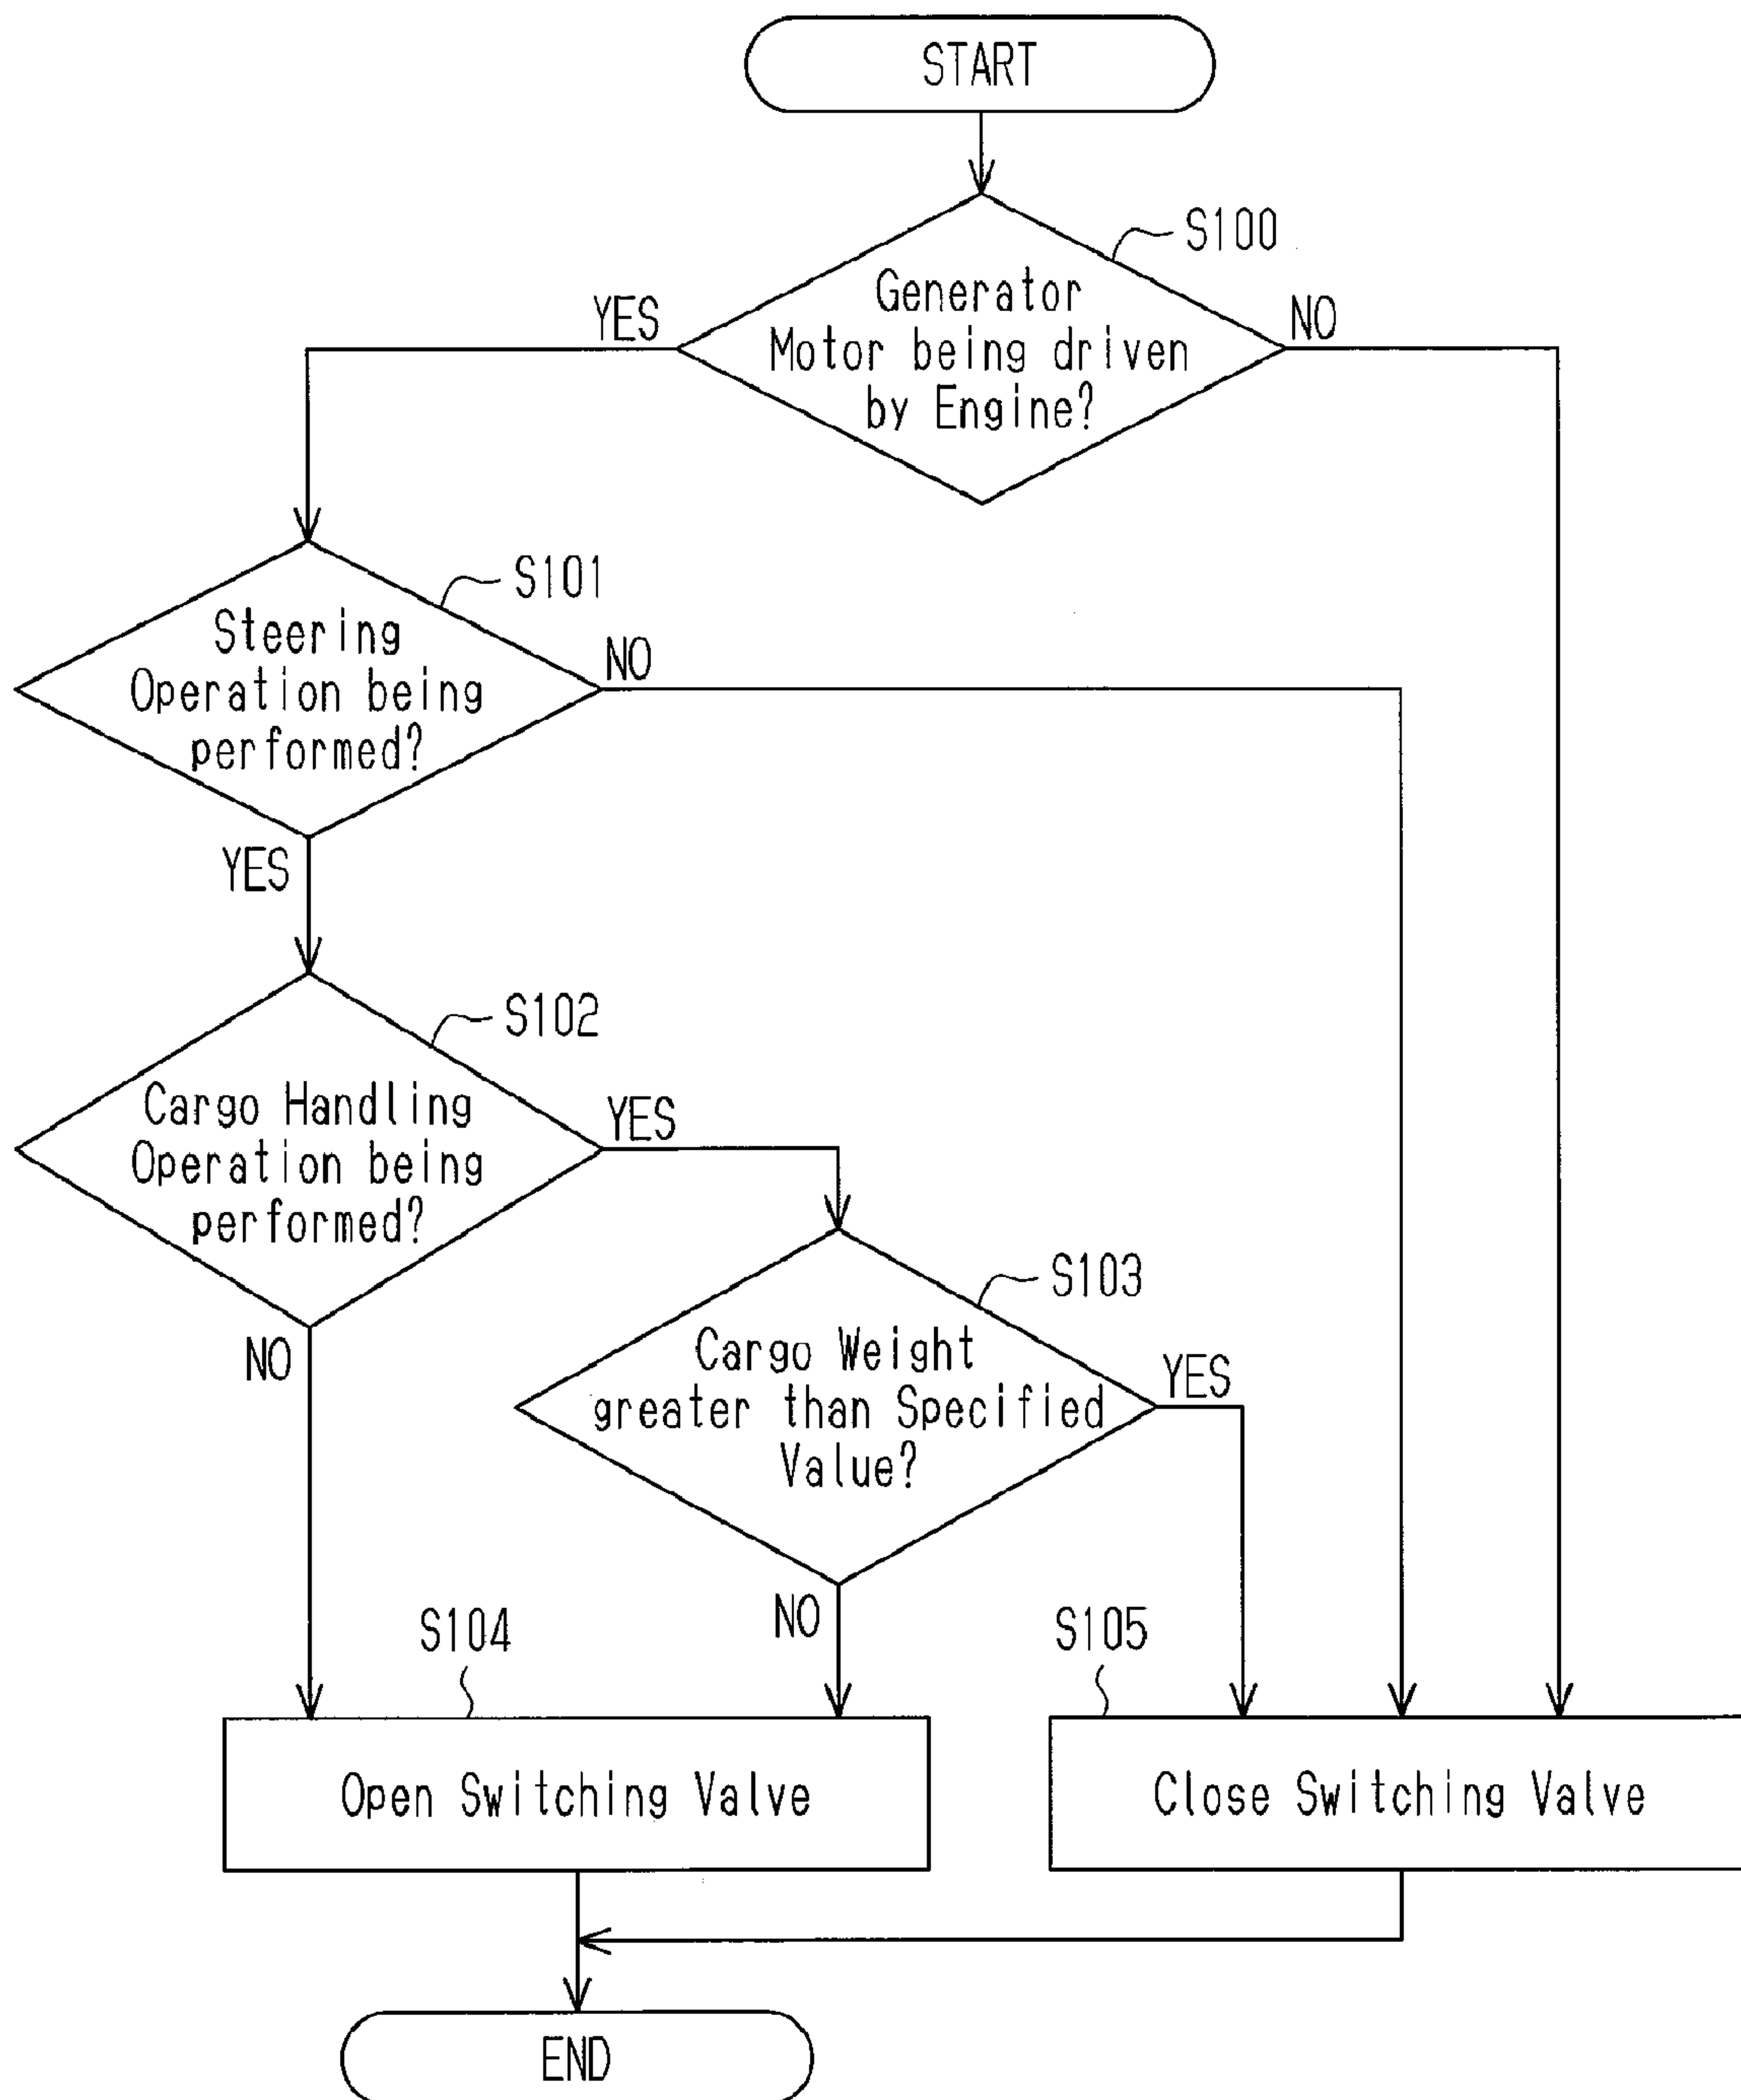 START
S100
Generator
Motor being driven
by Engine?
YES
NO
S101
Steering
Operation being
performed?
NO
YES
S102
Cargo Handling
Operation being
performed?
YES
NO
S103
Cargo Weight
greater than Specified
Value?
YES
NO
S104
S105
Open Switching Valve
Close Switching Valve
END